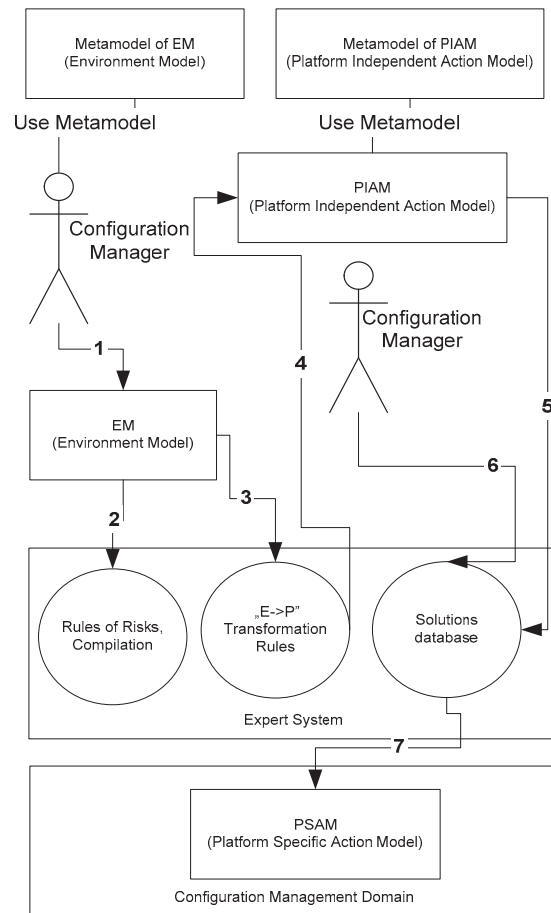 Metamodel of EM
(Environment Model)
Metamodel of PIAM
(Platform Independent Action Model)
Use Metamodel
Use Metamodel
PIAM
(Platform Independent Action Model)
Configuration
Manager
Configuration
Manager
1
4
5
EM
(Environment Model)
6
3
2
Rules of Risks,
Compilation
„E->P”
Transformation
Rules
Solutions
database
Expert System
7
PSAM
(Platform Specific Action Model)
Configuration Management Domain